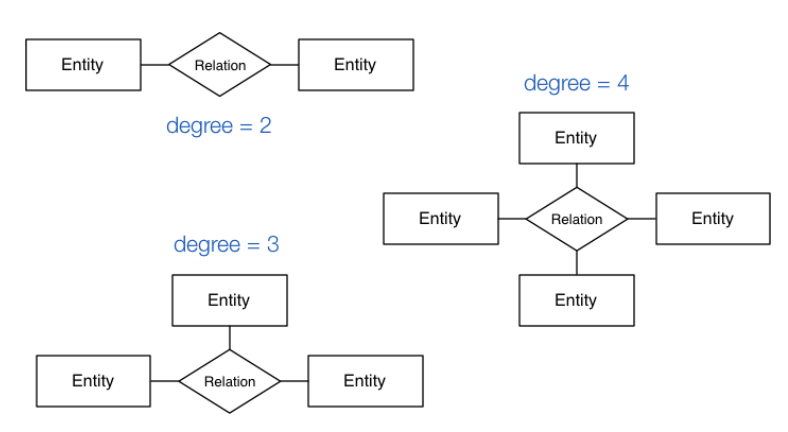 Entity
Relation
Entity
degree = 2
degree = 4
Entity
Entity
Relation
Entity
Entity
degree = 3
Entity
Entity
Relation
Entity